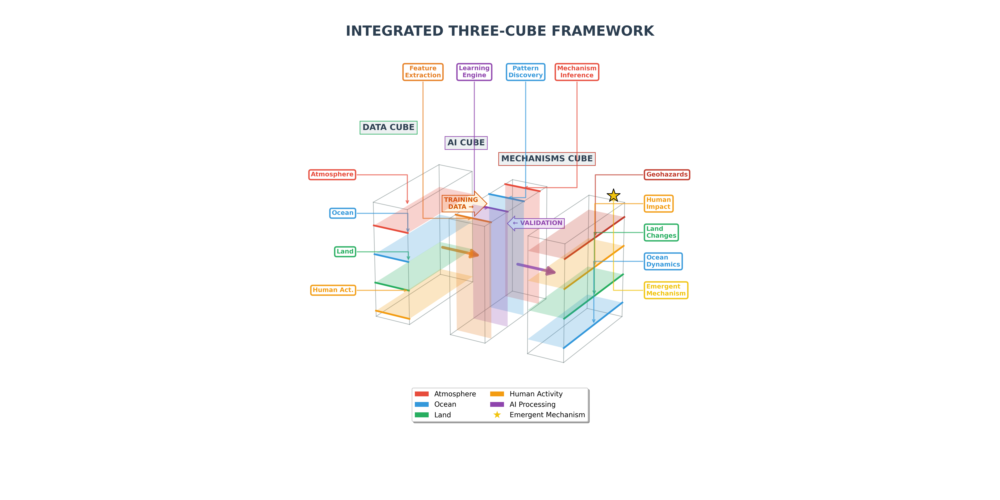 INTEGRATED THREE-CUBE FRAMEWORK
Feature
Extraction
Learning
Engine
Pattern
Discovery
Mechanism
Inference
DATA CUBE
AI CUBE
MECHANISMS CUBE
Atmosphere
Ocean
Land
Human Act.
TRAINING
DATA →
← VALIDATION
Geohazards
Human
Impact
Land
Changes
Ocean
Dynamics
Emergent
Mechanism
Atmosphere
Ocean
Land
Human Activity
AI Processing
Emergent Mechanism